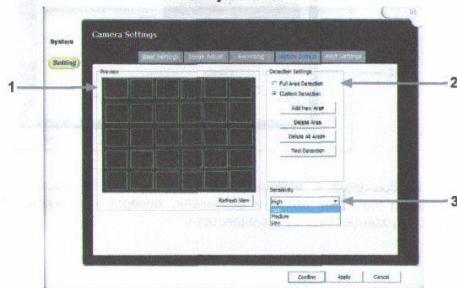 System
Setting
Camera Settings
Basic Settings
Image Adjust
Recording
Motion Detect
Alert Settings
Preview
Detection Settings
Full Area Detection
Custom Detection
Add New Area
Delete Area
Delete All Areas
Test Detection
Refresh View
Sensitivity
High
Medium
Confirm
Apply
Cancel
1
2
3